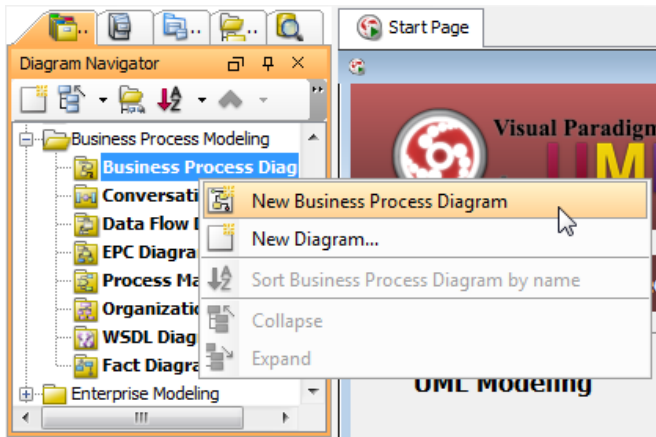 Start Page
Diagram Navigator
Business Process Modeling
Visual Paradigm
Business Process Diag
UM
Conversati
New Business Process Diagram
Data Flow
New Diagram...
EPC Diagra
Process Ma
Sort Business Process Diagram by name
Organizatio
Collapse
WSDL Diag
Expand
Fact Diagra
Enterprise Modeling
UML Modeling